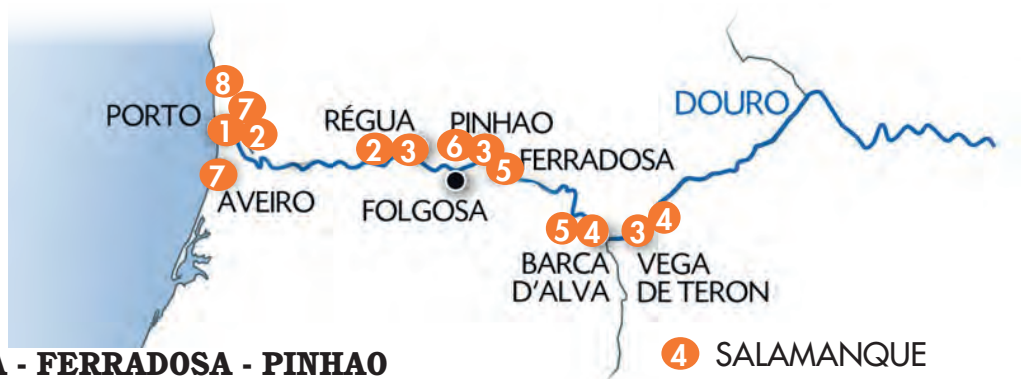 8
7
PORTO 1 2
RÉGUA
2 3
PINHAO
6 3
5 FERRADOSA
DOURO
7
AVEIRO
FOLGOSA
5 4
BARCA
D'ALVA
3 4
VEGA
DE TERON
A - FERRADOSA - PINHAO
4 SALAMANQUE